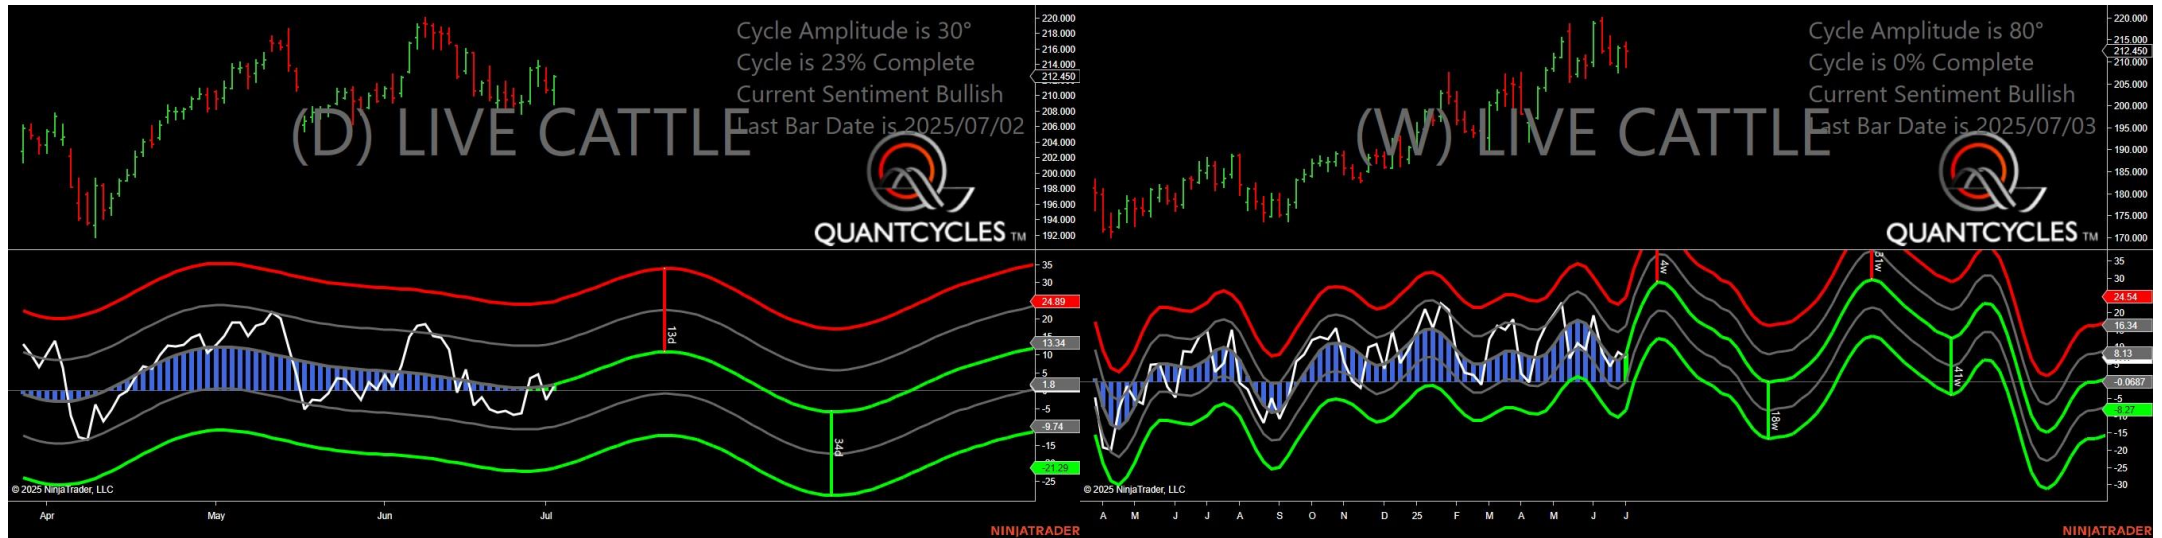 Cycle Amplitude is 30°
Cycle is 23% Complete
Current Sentiment Bullish
Last Bar Date is 2025/07/02
(D) LIVE CATTLE
QUANTCYCLES TM
220.000
218.000
216.000
214.000
212.450
210.000
208.000
206.000
204.000
202.000
200.000
198.000
196.000
194.000
192.000
35
30
24.89
20
13.34
10
5
1.8
-5
-9.74
-15
-21.29
-25
13d
34d
© 2025 NinjaTrader, LLC
Apr May Jun Jul
NINJATRADER
Cycle Amplitude is 80°
Cycle is 0% Complete
Current Sentiment Bullish
Last Bar Date is 2025/07/03
(W) LIVE CATTLE
QUANTCYCLES TM
220.000
215.000
212.450
210.000
205.000
200.000
195.000
190.000
185.000
180.000
175.000
170.000
35
30
24.54
20
16.34
8.13
5
-0.0687
-5
-8.27
-15
-20
-25
-30
4w
31w
18w
41w
© 2025 NinjaTrader, LLC
A M J J A S O N D 25 F M A M J J
NINJATRADER